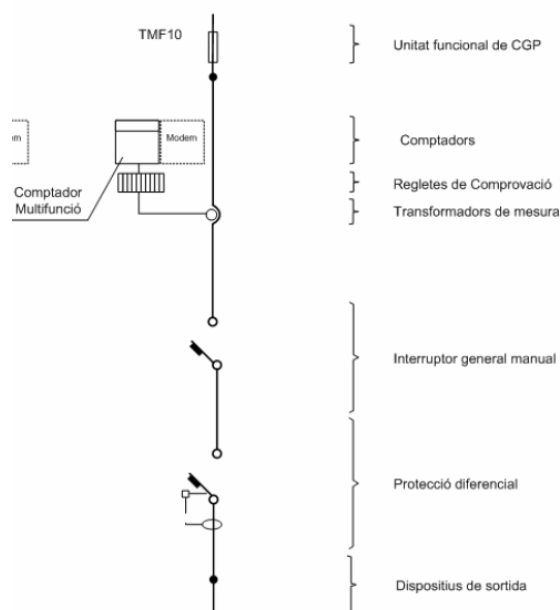 TMF10
Unitat funcional de CGP
Modem
Comptadors
Comptador
Multifunció
Regletes de Comprovació
Transformadors de mesura
Interruptor general manual
Protecció diferencial
Dispositius de sortida